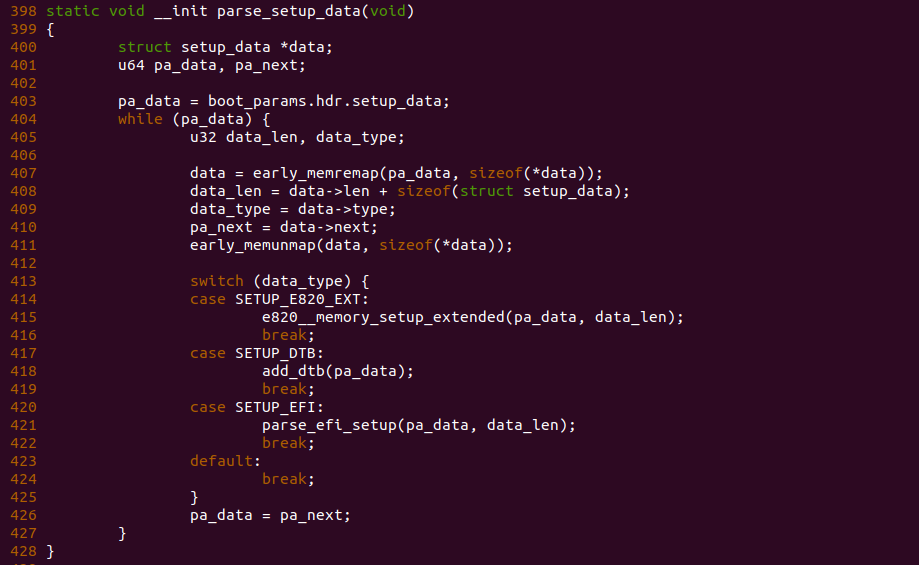 398 static void __init parse_setup_data(void)
399 {
400         struct setup_data *data;
401         u64 pa_data, pa_next;
402
403         pa_data = boot_params.hdr.setup_data;
404         while (pa_data) {
405                 u32 data_len, data_type;
406
407                 data = early_memremap(pa_data, sizeof(*data));
408                 data_len = data->len + sizeof(struct setup_data);
409                 data_type = data->type;
410                 pa_next = data->next;
411                 early_memunmap(data, sizeof(*data));
412
413                 switch (data_type) {
414                 case SETUP_E820_EXT:
415                         e820__memory_setup_extended(pa_data, data_len);
416                         break;
417                 case SETUP_DTB:
418                         add_dtb(pa_data);
419                         break;
420                 case SETUP_EFI:
421                         parse_efi_setup(pa_data, data_len);
422                         break;
423                 default:
424                         break;
425                 }
426                 pa_data = pa_next;
427         }
428 }